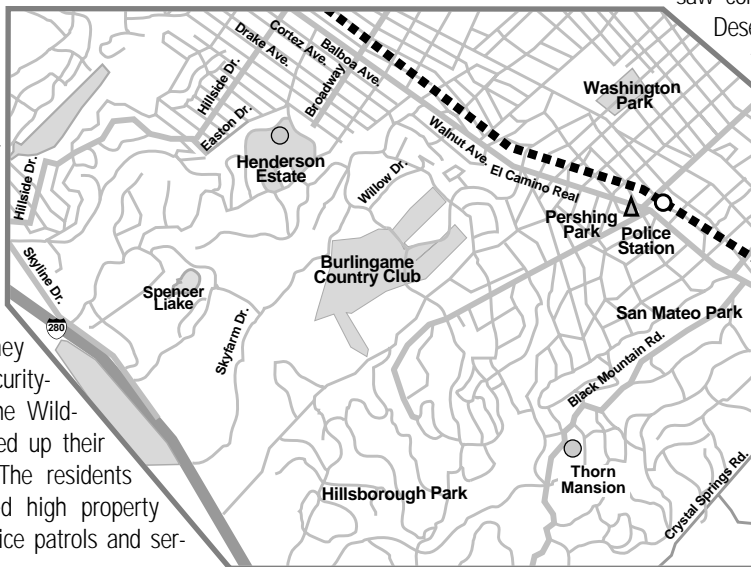 saw con
Dese
Cortez Ave.
Drake Ave.
Balboa Ave.
Hillside Dr.
Broadway
Washington
Park
Easton Dr.
Walnut Ave.
Henderson
Estate
Willow Dr.
El Camino Real
Hillside Dr.
Pershing
Park
Police
Station
Burlingame
Country Club
Skyline Dr.
Spencer
Liake
San Mateo Park
280
Skyfarm Dr.
Black Mountain Rd.
ney
curity-
ne Wild-
ed up their
The residents
d high property
ice patrols and ser-
Thorn
Mansion
Hillsborough Park
Crystal Springs Rd.